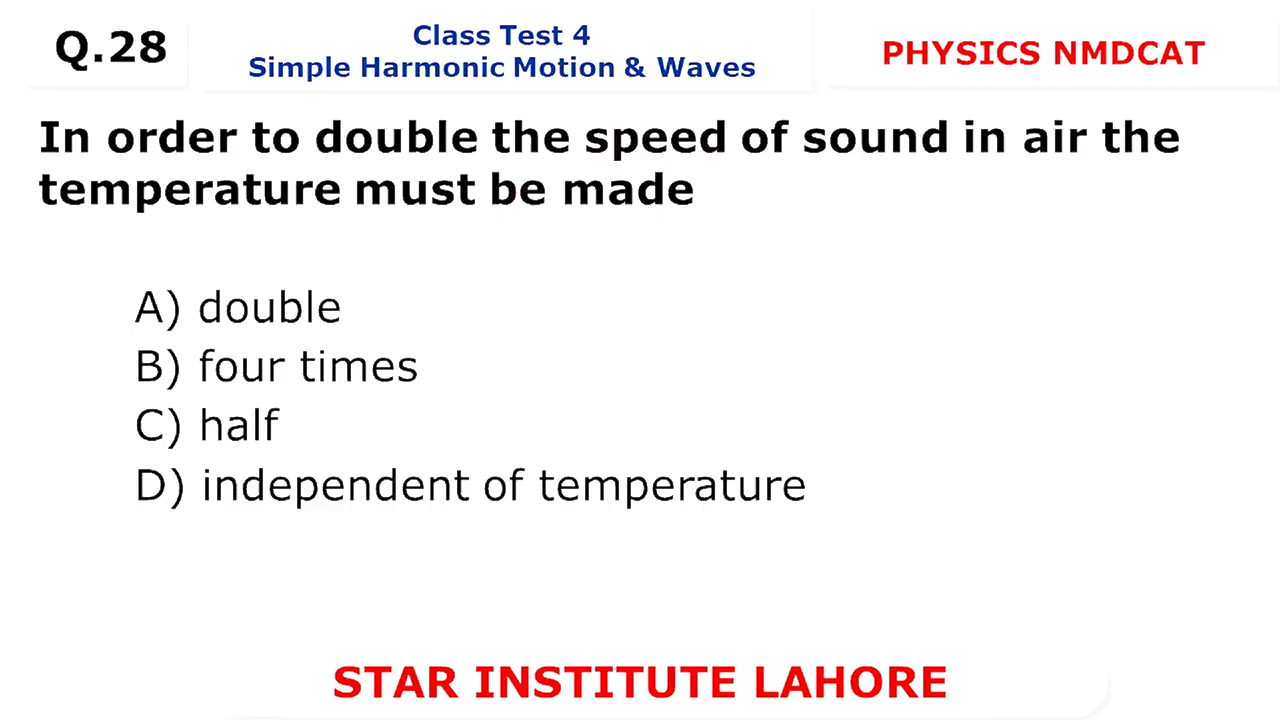 Q.28
Class Test 4
Simple Harmonic Motion & Waves
PHYSICS NMDCAT
In order to double the speed of sound in air the
temperature must be made
A) double
B) four times
C) half
D) independent of temperature
STAR INSTITUTE LAHORE